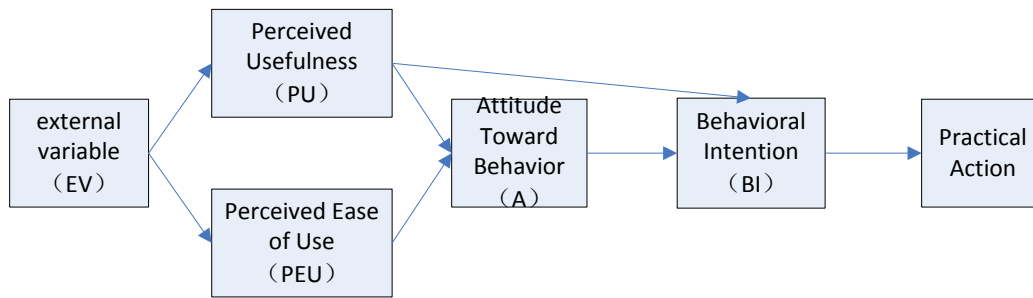 external
variable
（EV）
Perceived
Usefulness
（PU）
Perceived Ease
of Use
（PEU）
Attitude
Toward
Behavior
（A）
Behavioral
Intention
（BI）
Practical
Action